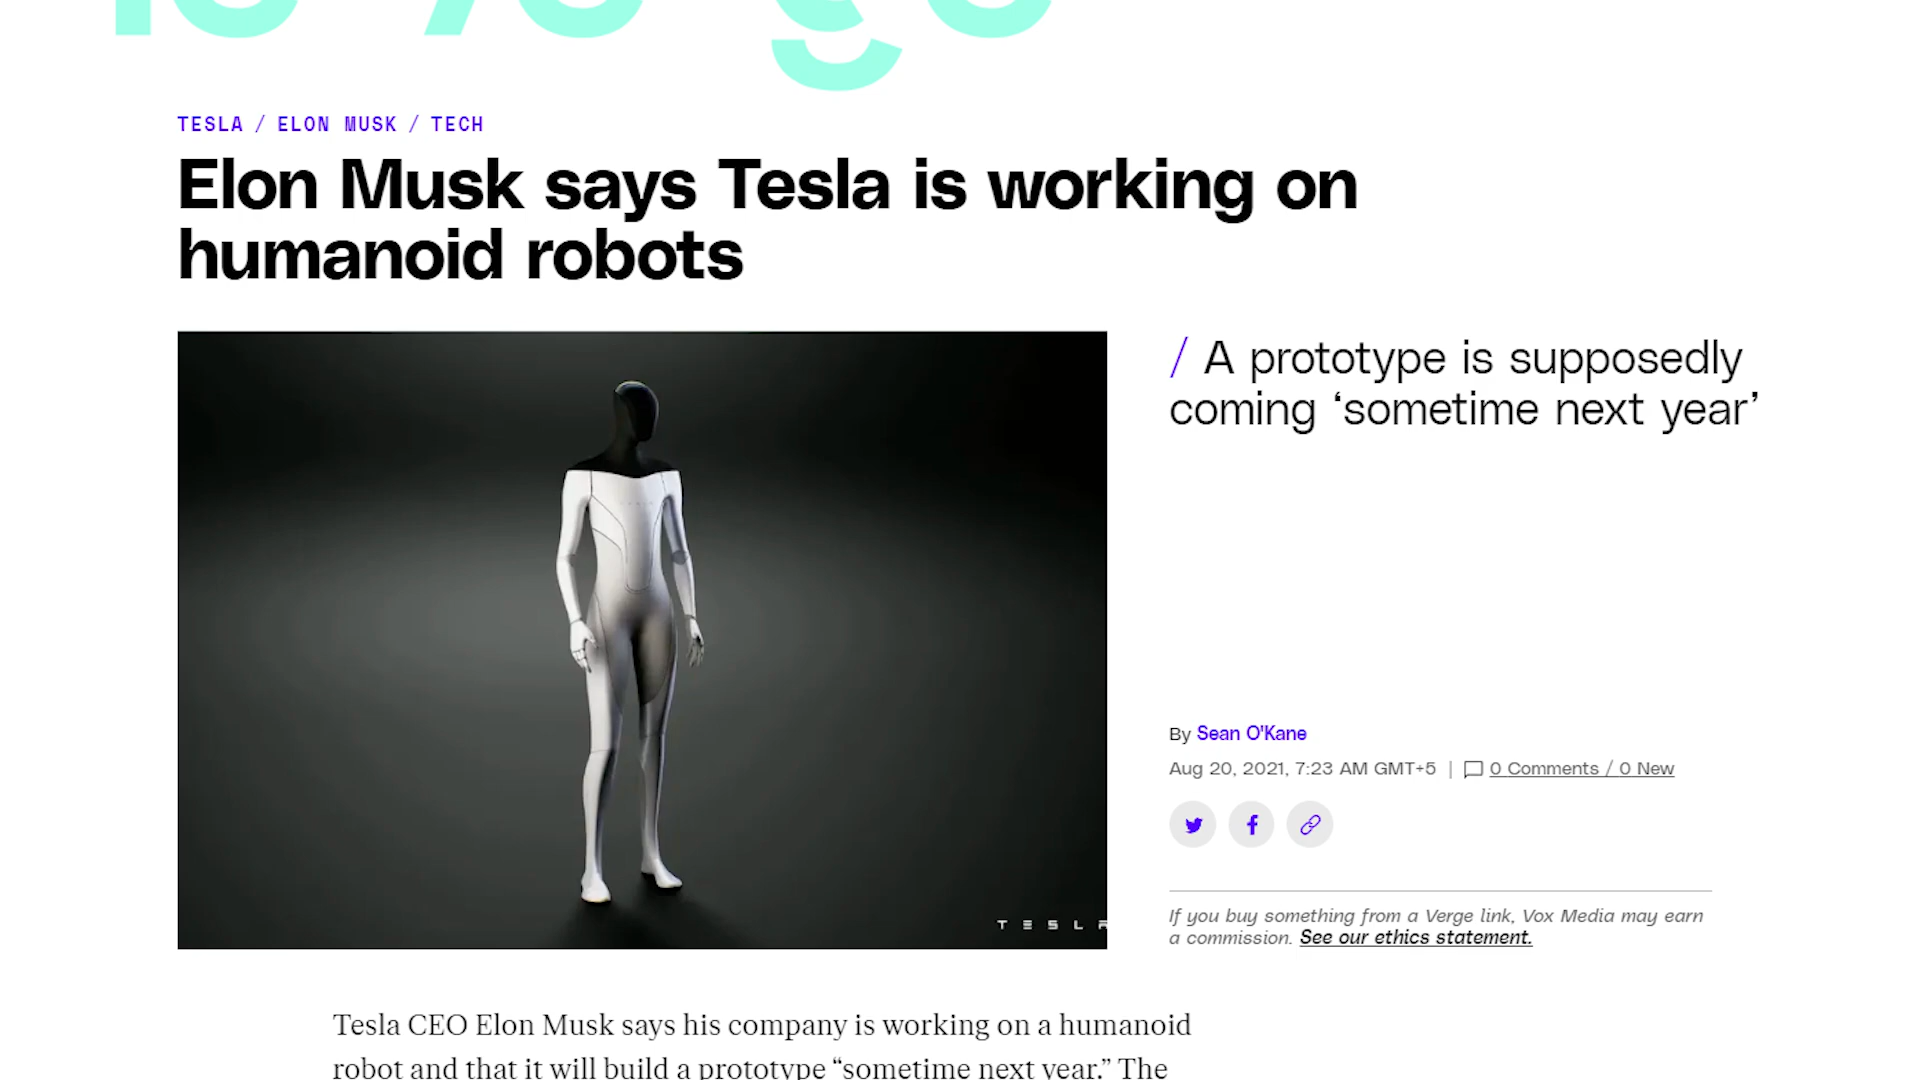 TESLA / ELON MUSK / TECH
Elon Musk says Tesla is working on
humanoid robots
/ A prototype is supposedly
coming ‘sometime next year’
TESLA
By Sean O'Kane
Aug 20, 2021, 7:23 AM GMT+5 | 0 Comments / 0 New
If you buy something from a Verge link, Vox Media may earn
a commission. See our ethics statement.
Tesla CEO Elon Musk says his company is working on a humanoid
robot and that it will build a prototype “sometime next year.” The